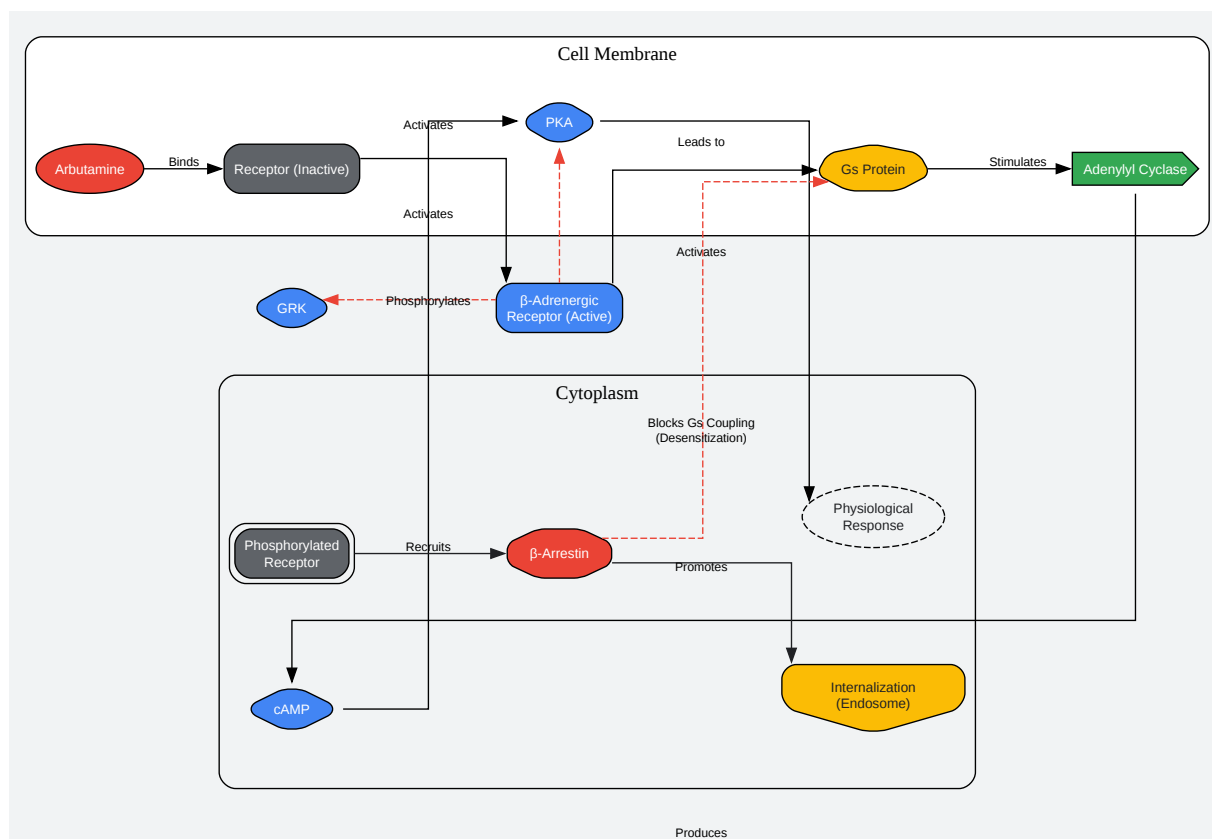 Cell Membrane
Activates
PKA
Leads to
Arbutamine
Binds
Receptor (Inactive)
Gs Protein
Stimulates
Adenylyl Cyclase
Activates
Activates
GRK
Phosphorylates
β-Adrenergic
Receptor (Active)
Cytoplasm
Blocks Gs Coupling
(Desensitization)
Physiological
Response
Phosphorylated
Receptor
Recruits
β-Arrestin
Promotes
cAMP
Internalization
(Endosome)
Produces